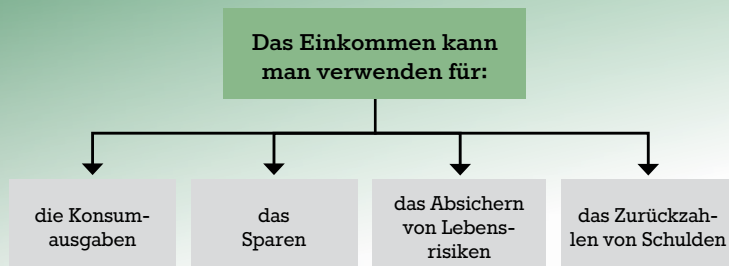 Das Einkommen kann
man verwenden für:
die Konsum-
ausgaben
das
Sparen
das Absichern
von Lebens-
risiken
das Zurückzah-
len von Schulden